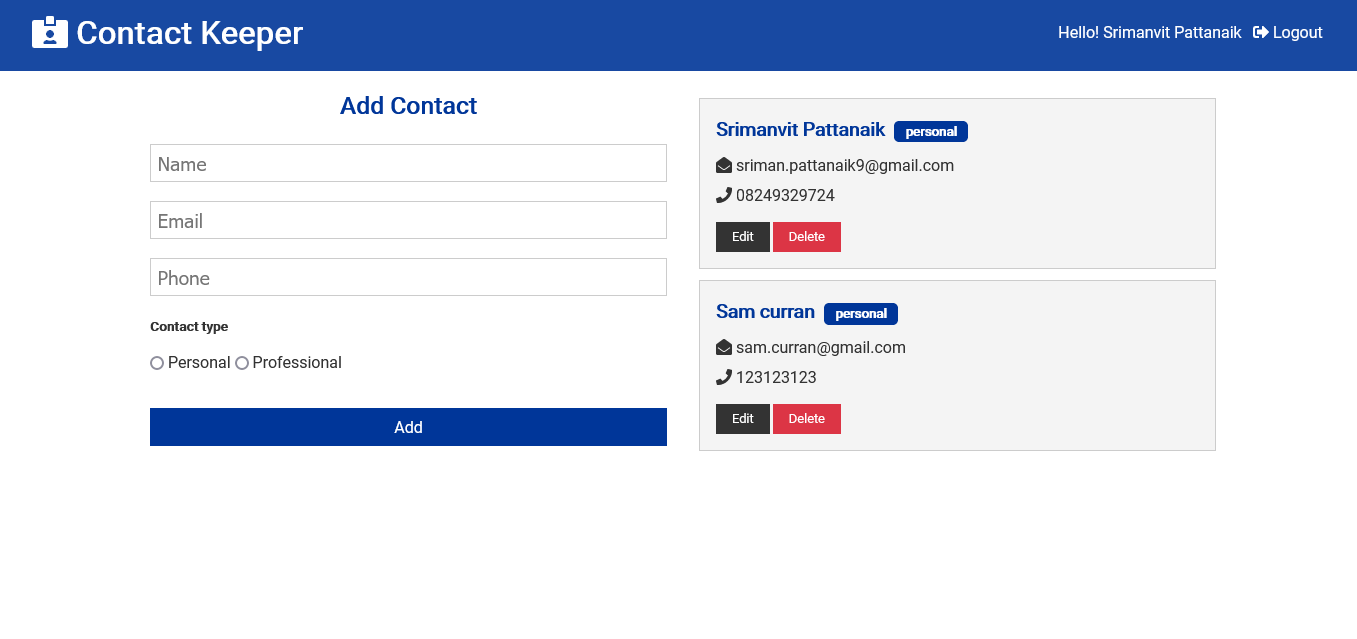 Contact Keeper
Hello! Srimanvit Pattanaik Logout
Add Contact
Name
Email
Phone
Contact type
Personal Professional
Add
Srimanvit Pattanaik personal
sriman.pattanaik9@gmail.com
08249329724
Edit Delete
Sam curran personal
sam.curran@gmail.com
123123123
Edit Delete